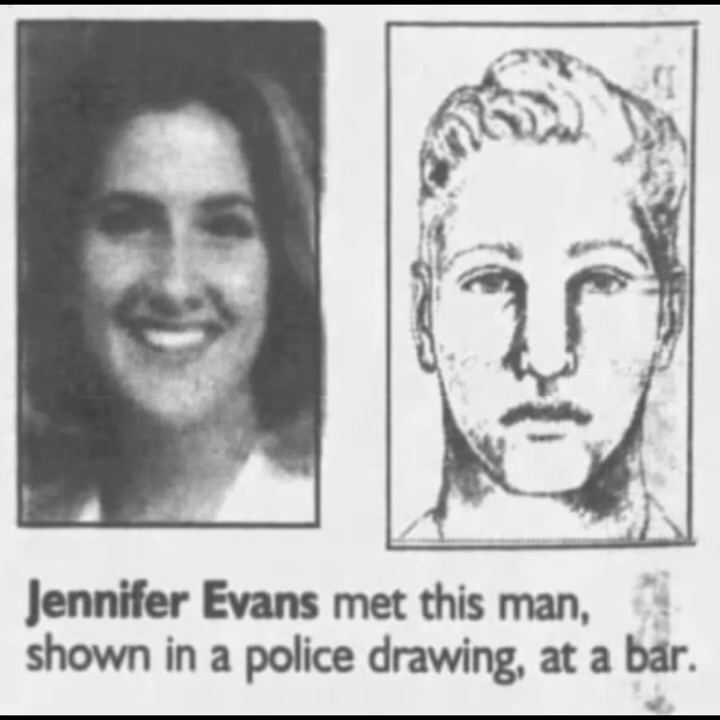 Jennifer Evans met this man,
shown in a police drawing, at a bar.